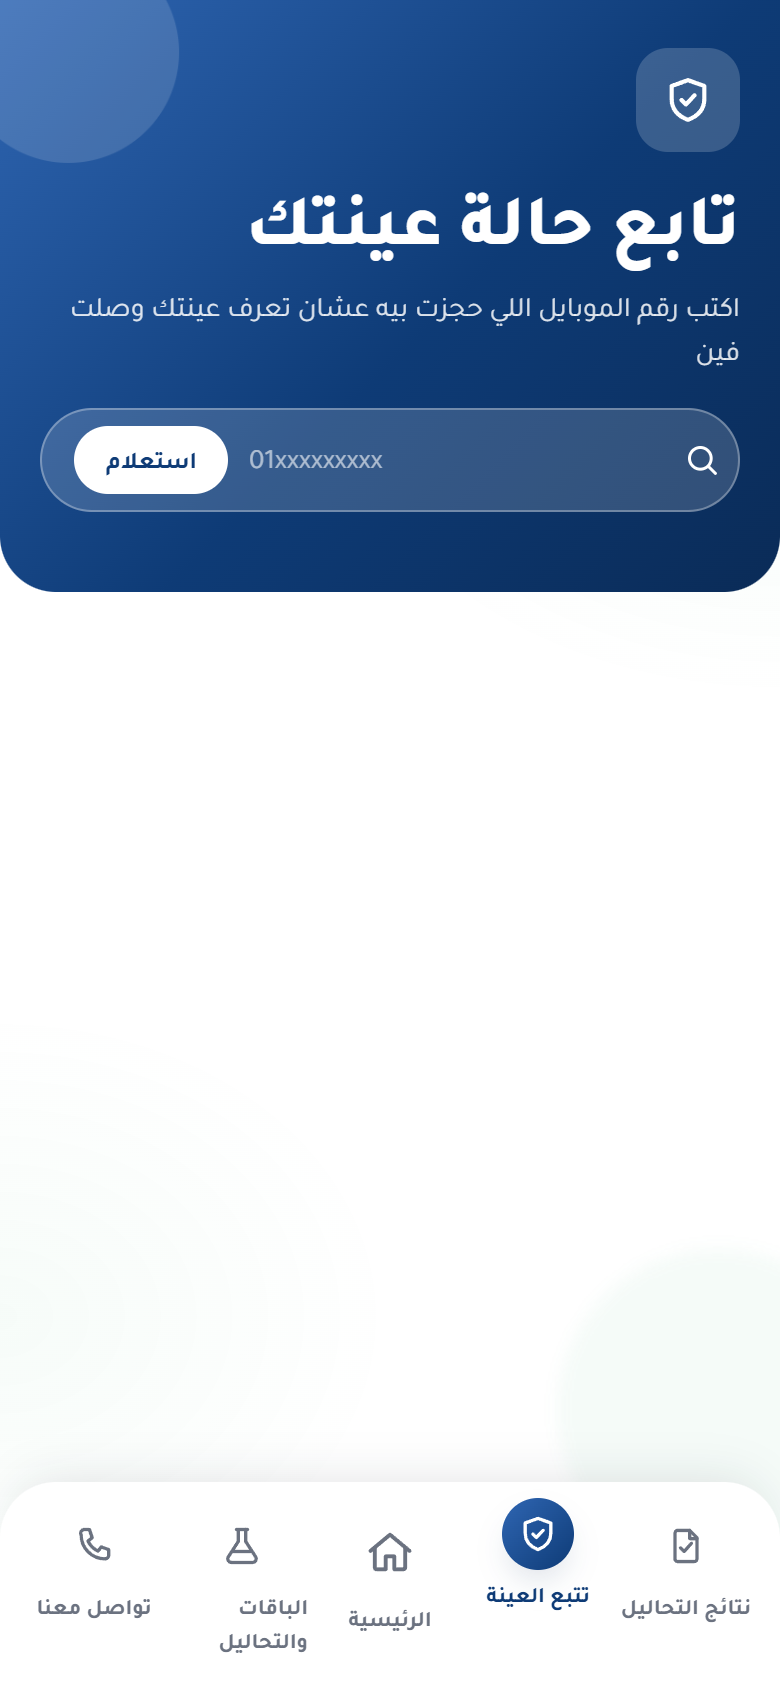 تابع حالة عينتك
اكتب رقم الموبايل اللي حجزت بيه عشان تعرف عينتك وصلت
فين
01xxxxxxxxx
استعلام
نتائج التحاليل
تتبع العينة
الرئيسية
الباقات
والتحاليل
تواصل معنا